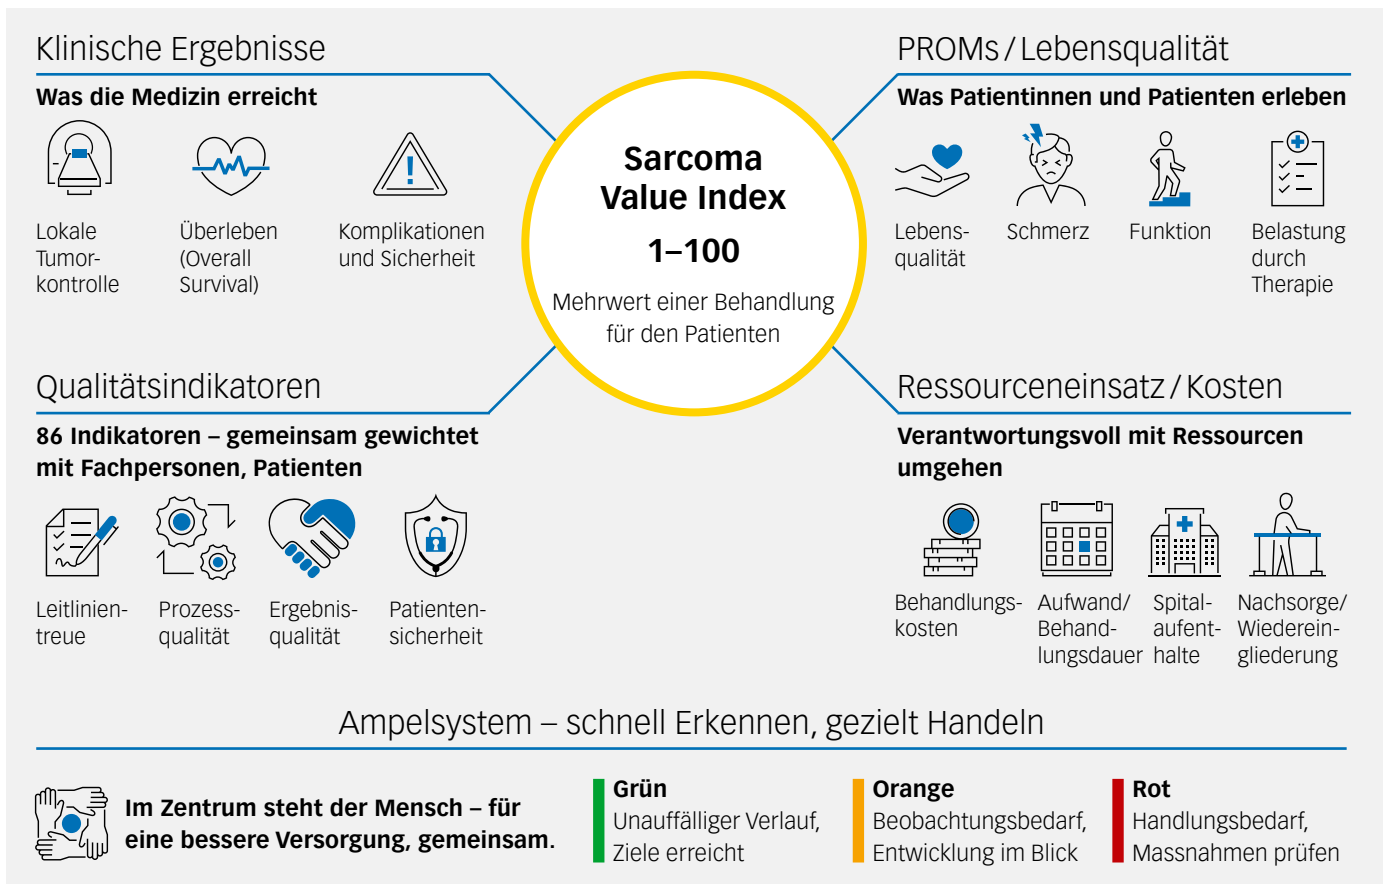 Klinische Ergebnisse
Was die Medizin erreicht
Lokale
Tumor-
kontrolle
Überleben
(Overall
Survival)
Komplikationen
und Sicherheit
Sarcoma
Value Index
1–100
Mehrwert einer Behandlung
für den Patienten
PROMs / Lebensqualität
Was Patientinnen und Patienten erleben
Lebens-
qualität
Schmerz
Funktion
Belastung
durch
Therapie
Qualitätsindikatoren
86 Indikatoren – gemeinsam gewichtet
mit Fachpersonen, Patienten
Leitlinien-
treue
Prozess-
qualität
Ergebnis-
qualität
Patienten-
sicherheit
Ressourceneinsatz / Kosten
Verantwortungsvoll mit Ressourcen
umgehen
Behandlungs-
kosten
Aufwand/
Behand-
lungsdauer
Spital-
aufent-
halte
Nachsorge/
Wiederein-
gliederung
Ampelsystem – schnell Erkennen, gezielt Handeln
Im Zentrum steht der Mensch – für
eine bessere Versorgung, gemeinsam.
Grün
Unauffälliger Verlauf,
Ziele erreicht
Orange
Beobachtungsbedarf,
Entwicklung im Blick
Rot
Handlungsbedarf,
Massnahmen prüfen